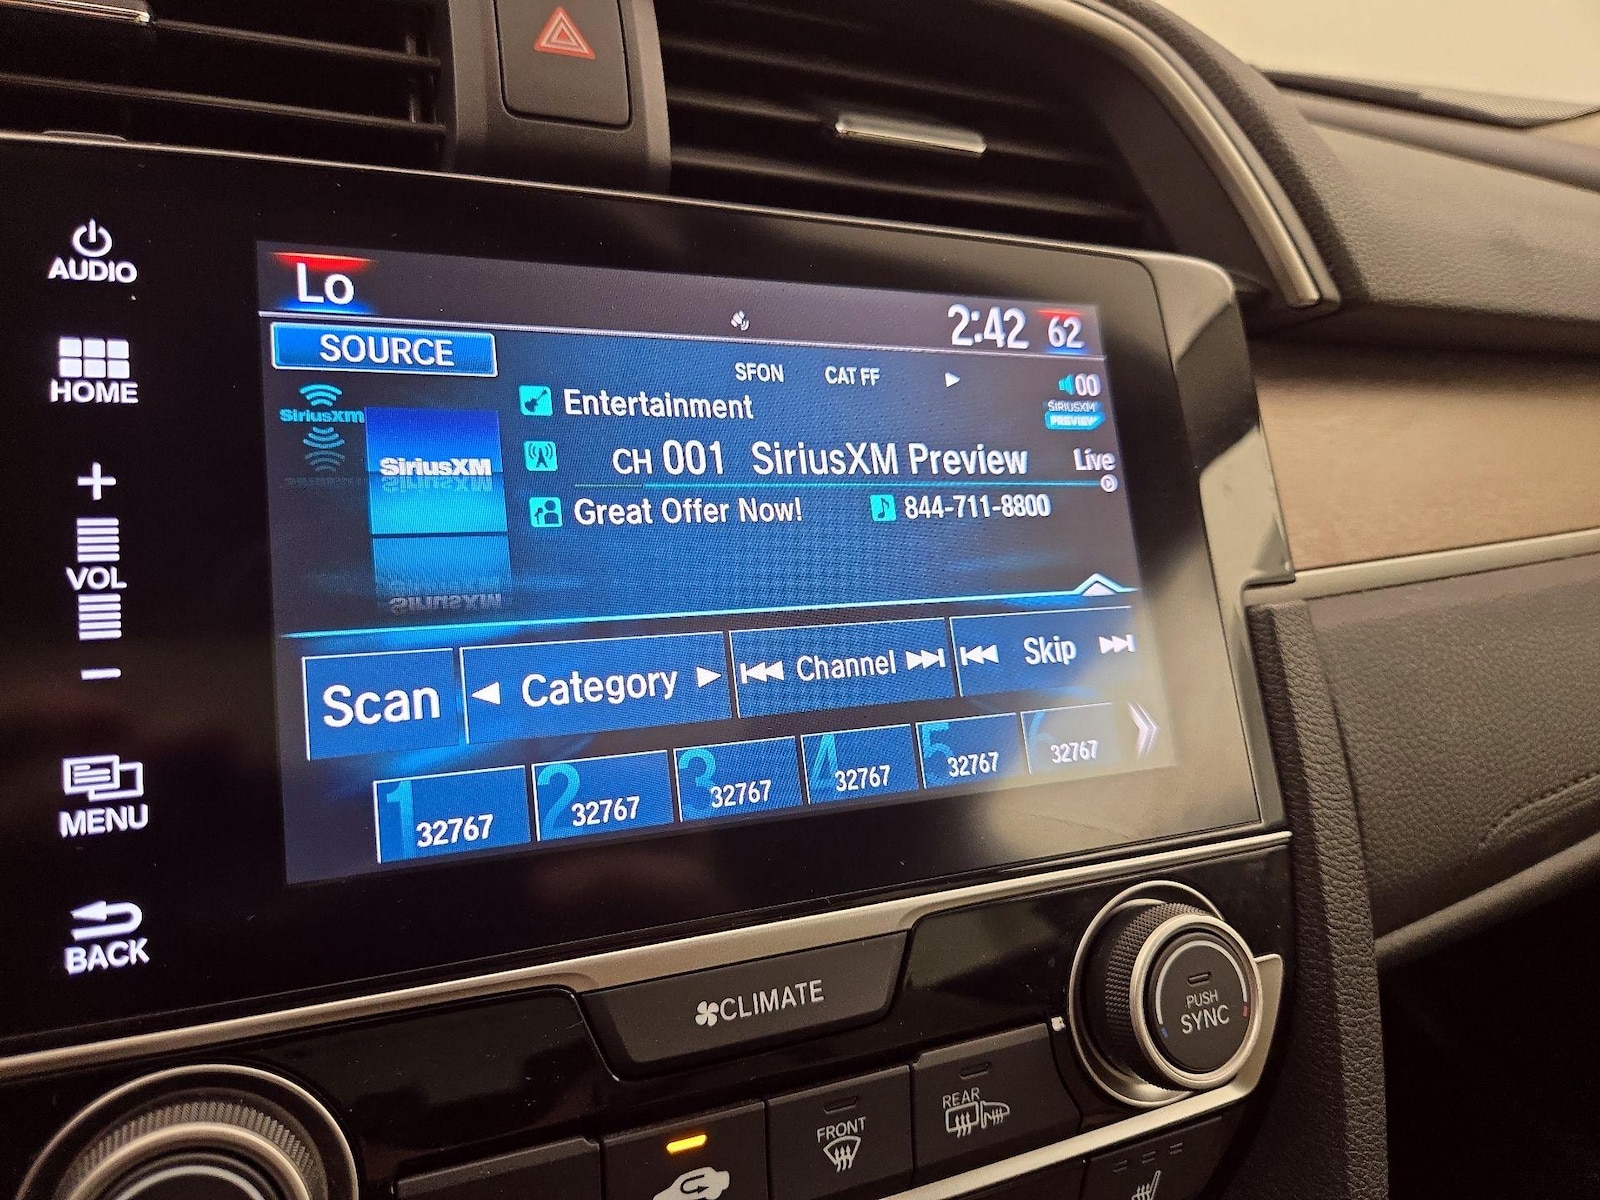 AUDIO
HOME
+
VOL
−
MENU
BACK
Lo
2:42 62
SOURCE
SFON CAT FF
00
SIRIUSXM
PREVIEW
SiriusXM
SiriusXM
Entertainment
CH 001 SiriusXM Preview Live
Great Offer Now! 844-711-8800
Scan Category Channel Skip
1 32767
2 32767
3 32767
4 32767
5 32767
6 32767
CLIMATE
PUSH
SYNC
FRONT
REAR